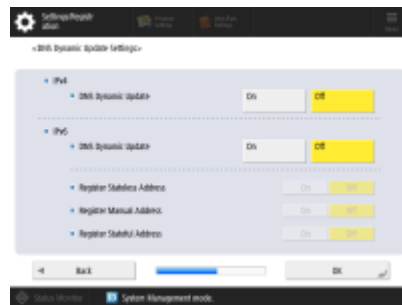 Settings/Registr
ation
<DNS Dynamic Update Settings>
IPv4
DNS Dynamic Update
On
Off
IPv6
DNS Dynamic Update
On
Off
Register Stateless Address
On
Off
Register Manual Address
On
Off
Register Stateful Address
On
Off
Back
OK
Status Monitor
System Management mode.